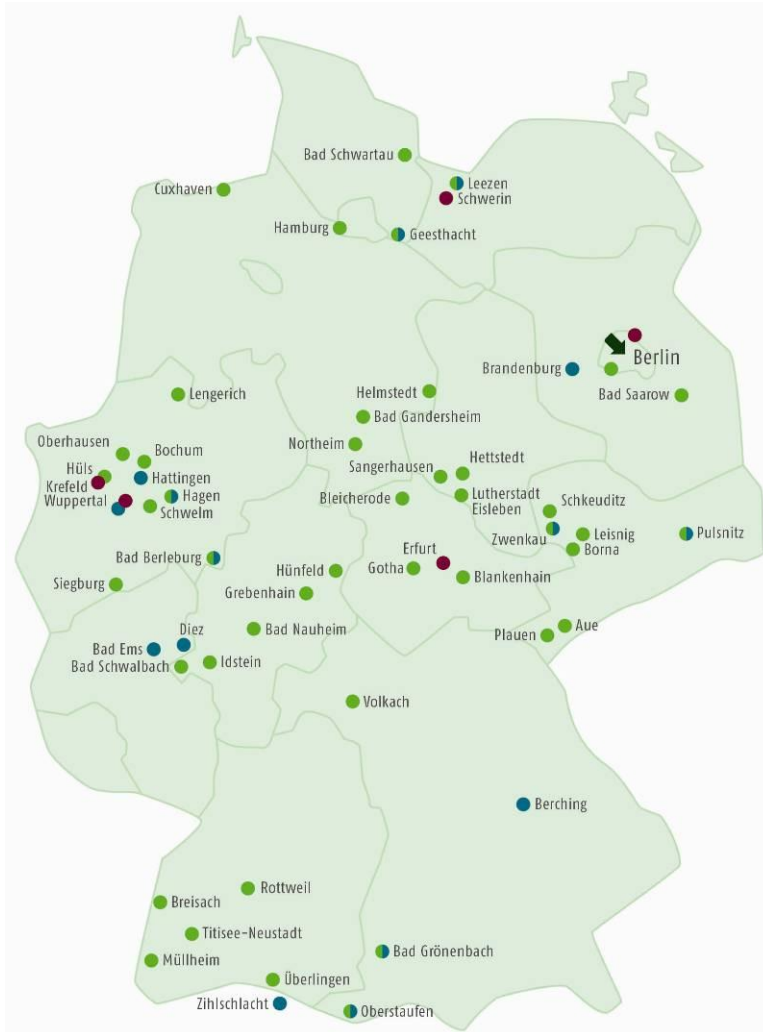 Bad Schwartau
Leezen
Cuxhaven
Schwerin
Hamburg
Geesthacht
Berlin
Brandenburg
Lengerich
Helmstedt
Bad Saarow
Bad Gandersheim
Oberhausen
Bochum
Northeim
Hüls
Hattingen
Sangerhausen
Hettstedt
Krefeld
Hagen
Wuppertal
Schwelm
Bleicherode
Lutherstadt
Eisleben
Schkeuditz
Zwenkau
Leisnig
Pulsnitz
Bad Berleburg
Erfurt
Borna
Siegburg
Hünfeld
Gotha
Blankenhain
Grebenhain
Diez
Bad Nauheim
Aue
Plauen
Bad Ems
Bad Schwalbach
Idstein
Volkach
Berching
Rottweil
Breisach
Titisee-Neustadt
Bad Grönenbach
Müllheim
Überlingen
Zihlschlacht
Oberstaufen